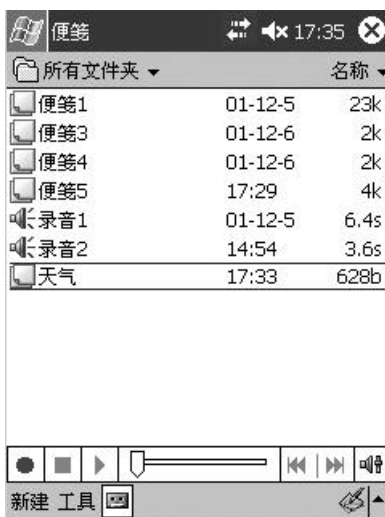 便笺 17:35
所有文件夹 名称
便笺1 01-12-5 23k
便笺3 01-12-6 2k
便笺4 01-12-6 2k
便笺5 17:29 4k
录音1 01-12-5 6.4s
录音2 14:54 3.6s
天气 17:33 628b
新建 工具